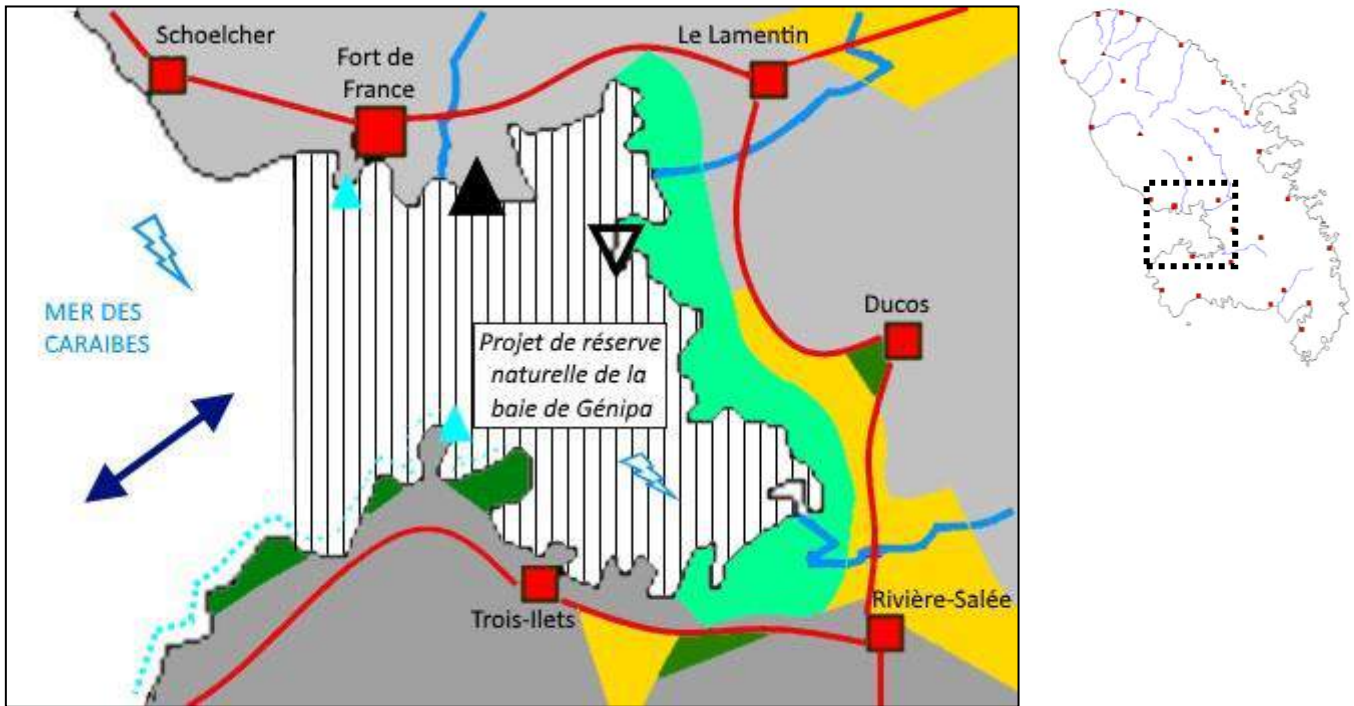 Schoelcher
Fort de
France
Le Lamentin
MER DES
CARAIBES
Ducos
Projet de réserve
naturelle de la
baie de Génipa
Trois-Ilets
Rivière-Salée